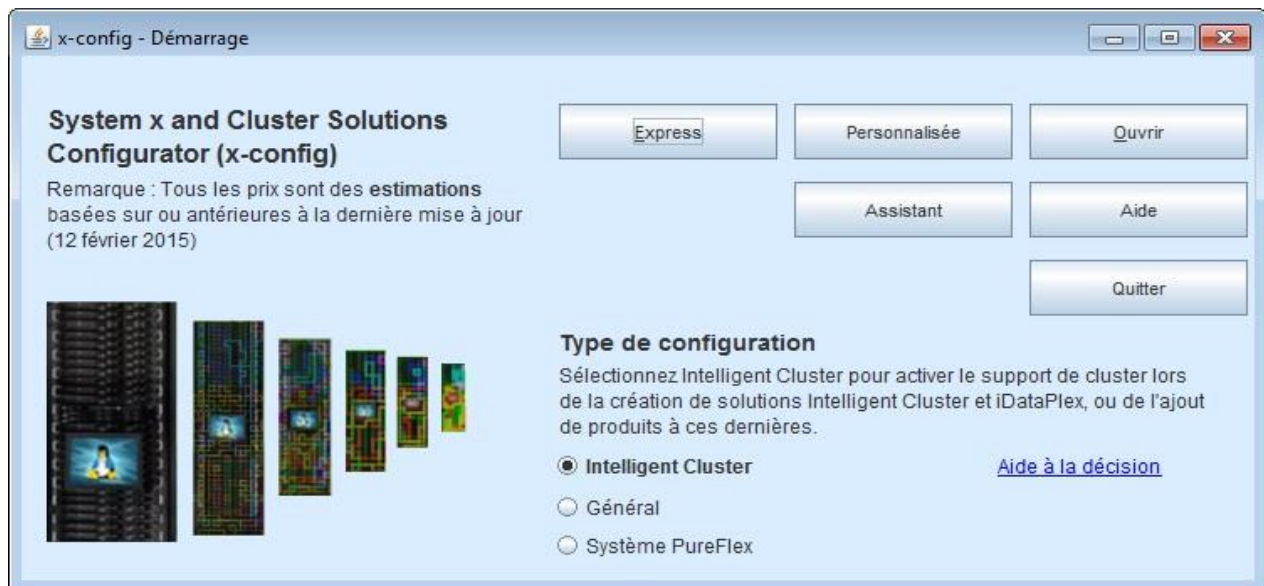 x-config - Démarrage
System x and Cluster Solutions
Configurator (x-config)
Remarque : Tous les prix sont des estimations
basées sur ou antérieures à la dernière mise à jour
(12 février 2015)
Express
Personnalisée
Ouvrir
Assistant
Aide
Quitter
Type de configuration
Sélectionnez Intelligent Cluster pour activer le support de cluster lors
de la création de solutions Intelligent Cluster et iDataPlex, ou de l'ajout
de produits à ces dernières.
Intelligent Cluster
Aide à la décision
Général
Système PureFlex